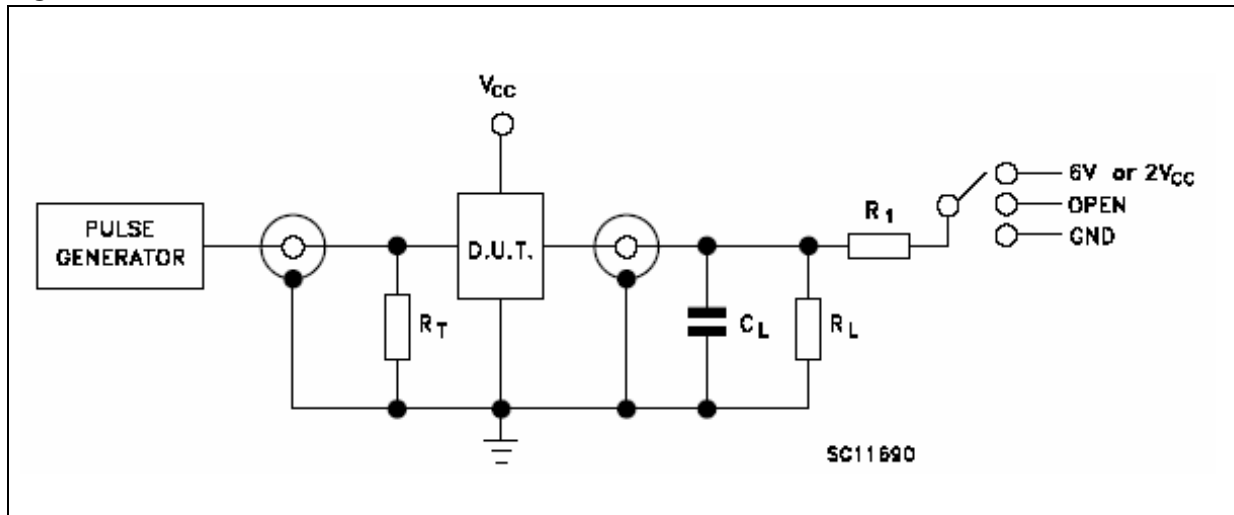 VCC
PULSE
GENERATOR
D.U.T.
RT
CL
RL
R1
6V or 2VCC
OPEN
GND
SC11690